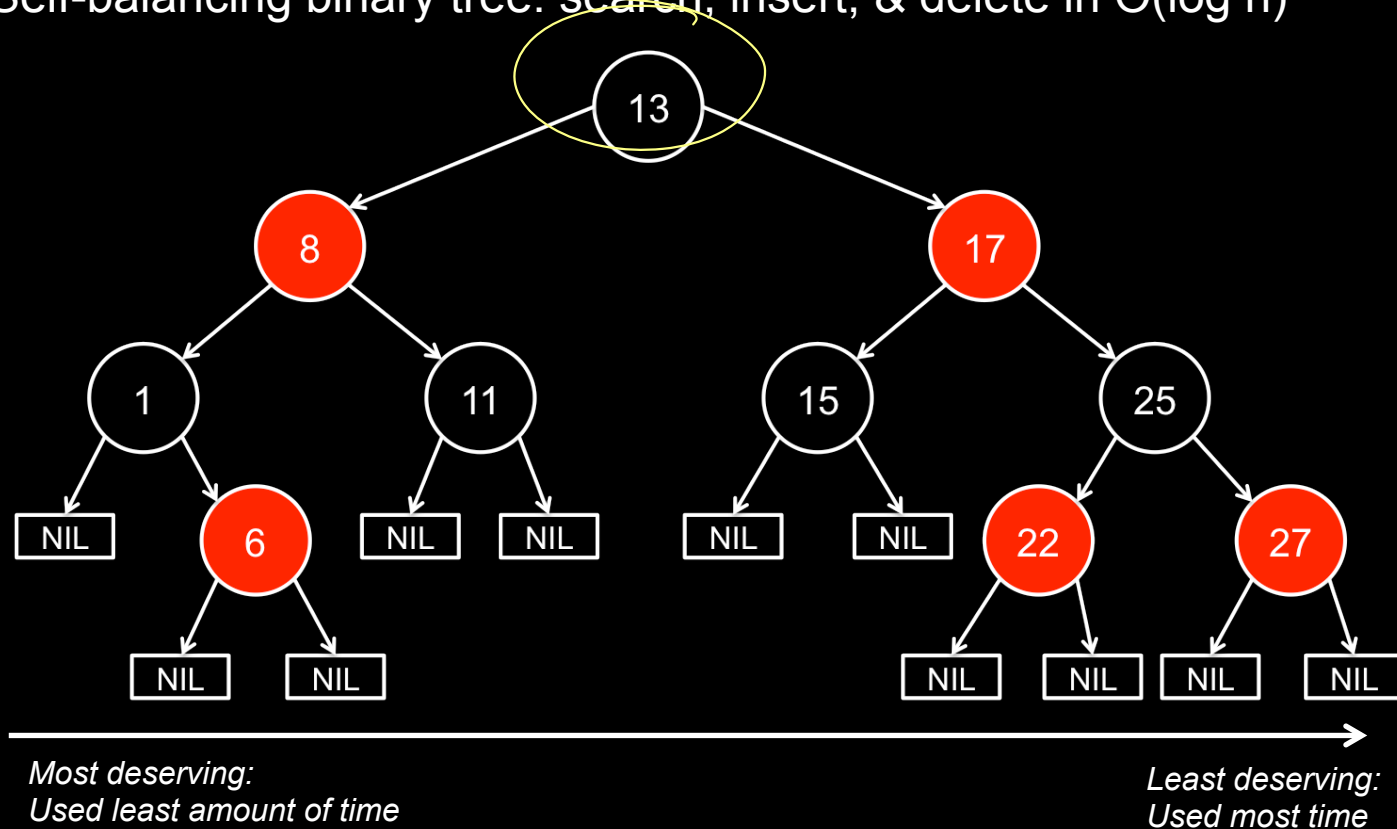 Self-balancing binary tree: search, insert, & delete in O(log n)
13
8
17
1
11
15
25
NIL
6
NIL
NIL
NIL
NIL
22
27
NIL
NIL
NIL
NIL
NIL
NIL
Most deserving:
Used least amount of time
Least deserving:
Used most time